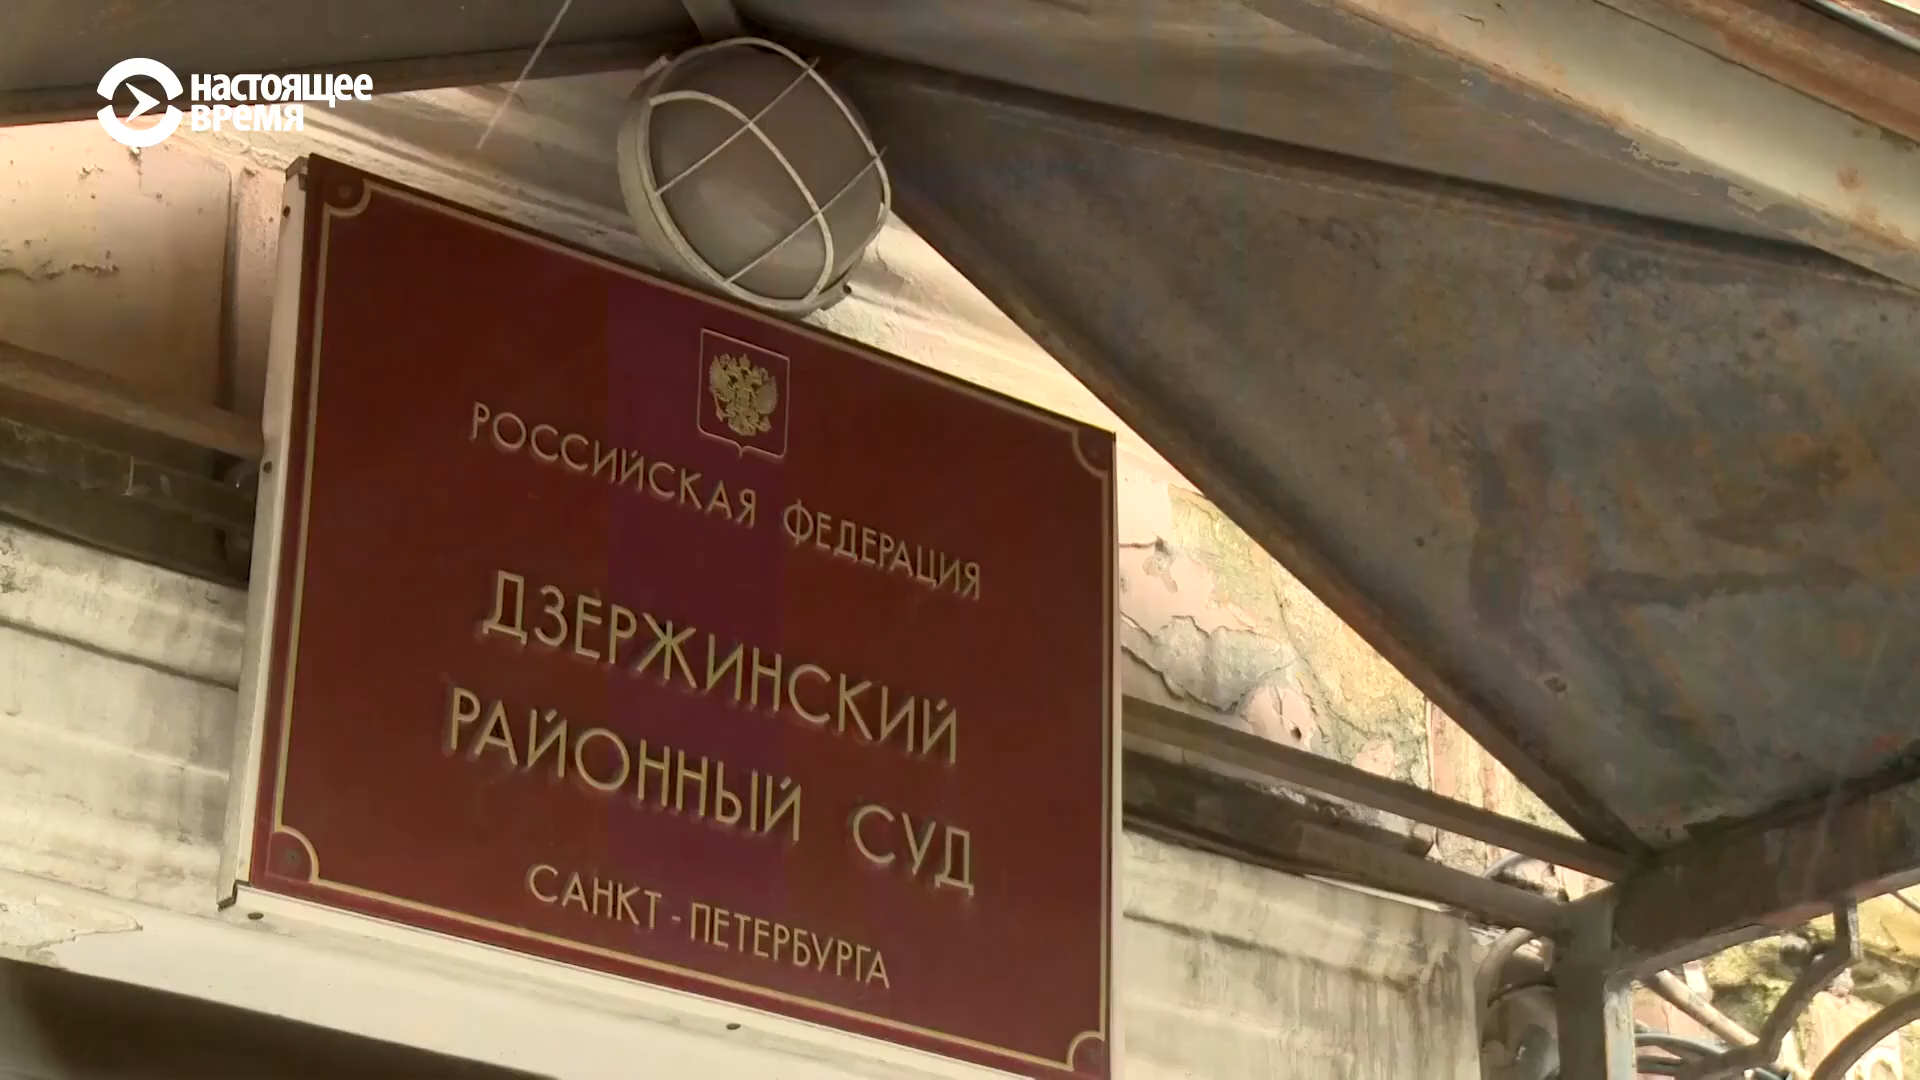 НАСТОЯЩЕЕ
ВРЕМЯ
РОССИЙСКАЯ ФЕДЕРАЦИЯ
ДЗЕРЖИНСКИЙ
РАЙОННЫЙ СУД
САНКТ-ПЕТЕРБУРГА